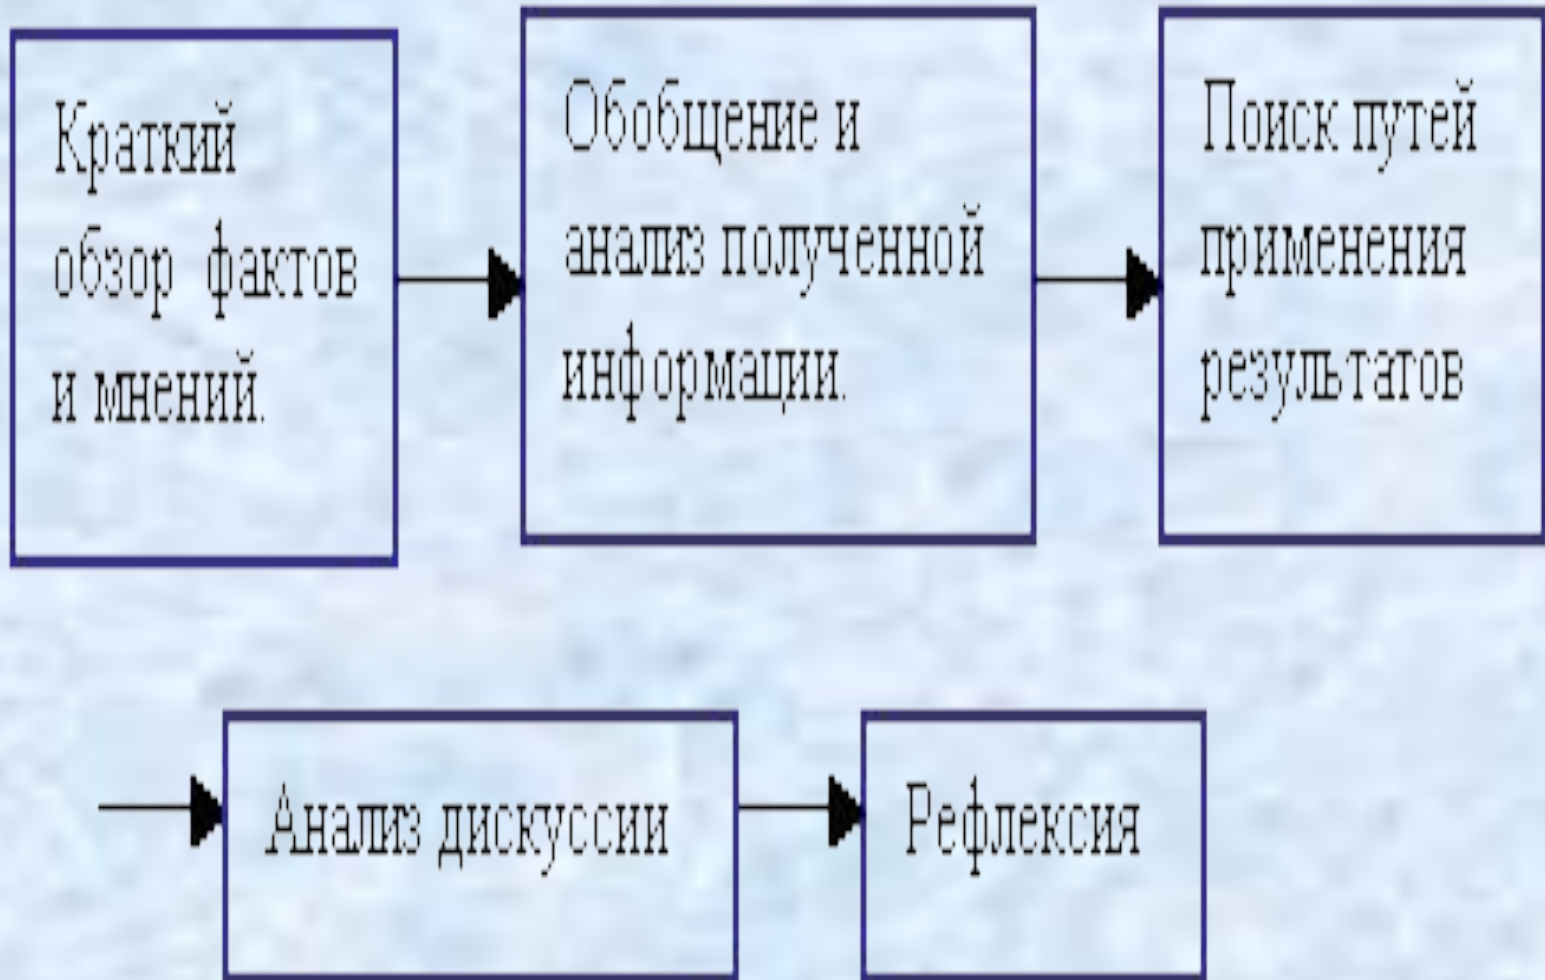 Краткий
обзор фактов
и мнений.
Обобщение и
анализ полученной
информации.
Поиск путей
применения
результатов
Анализ дискуссии
Рефлексия